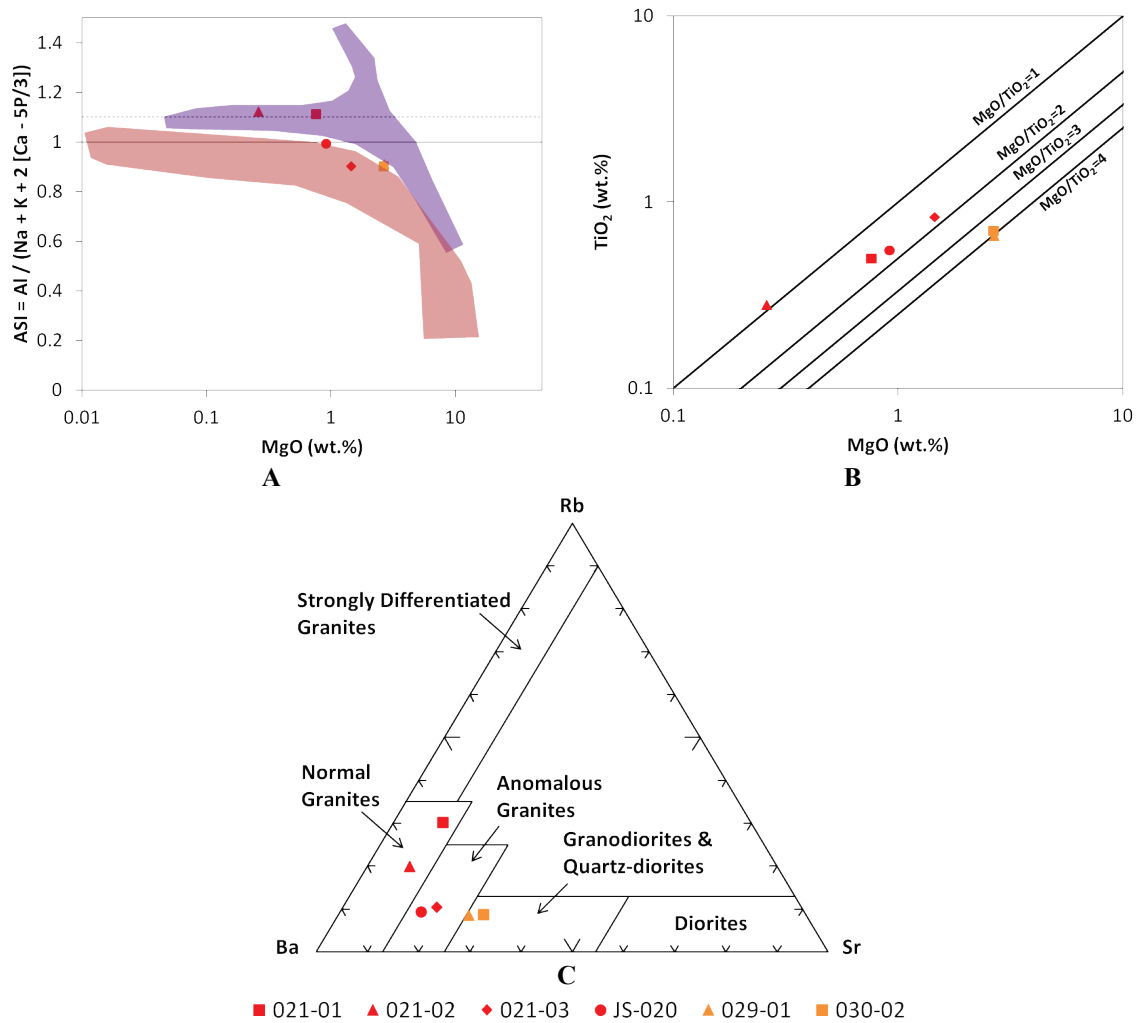 1.4
1.2
1
0.8
0.6
0.4
0.2
0
ASI = Al / (Na + K + 2 [Ca - 5P/3])
0.01
0.1
1
10
MgO (wt.%)
A
10
1
0.1
TiO₂ (wt.%)
MgO/TiO₂=1
MgO/TiO₂=2
MgO/TiO₂=3
MgO/TiO₂=4
0.1
1
10
MgO (wt.%)
B
Rb
Strongly Differentiated
Granites
Normal
Granites
Anomalous
Granites
Granodiorites &
Quartz-diorites
Diorites
Ba
Sr
C
021-01
021-02
021-03
JS-020
029-01
030-02